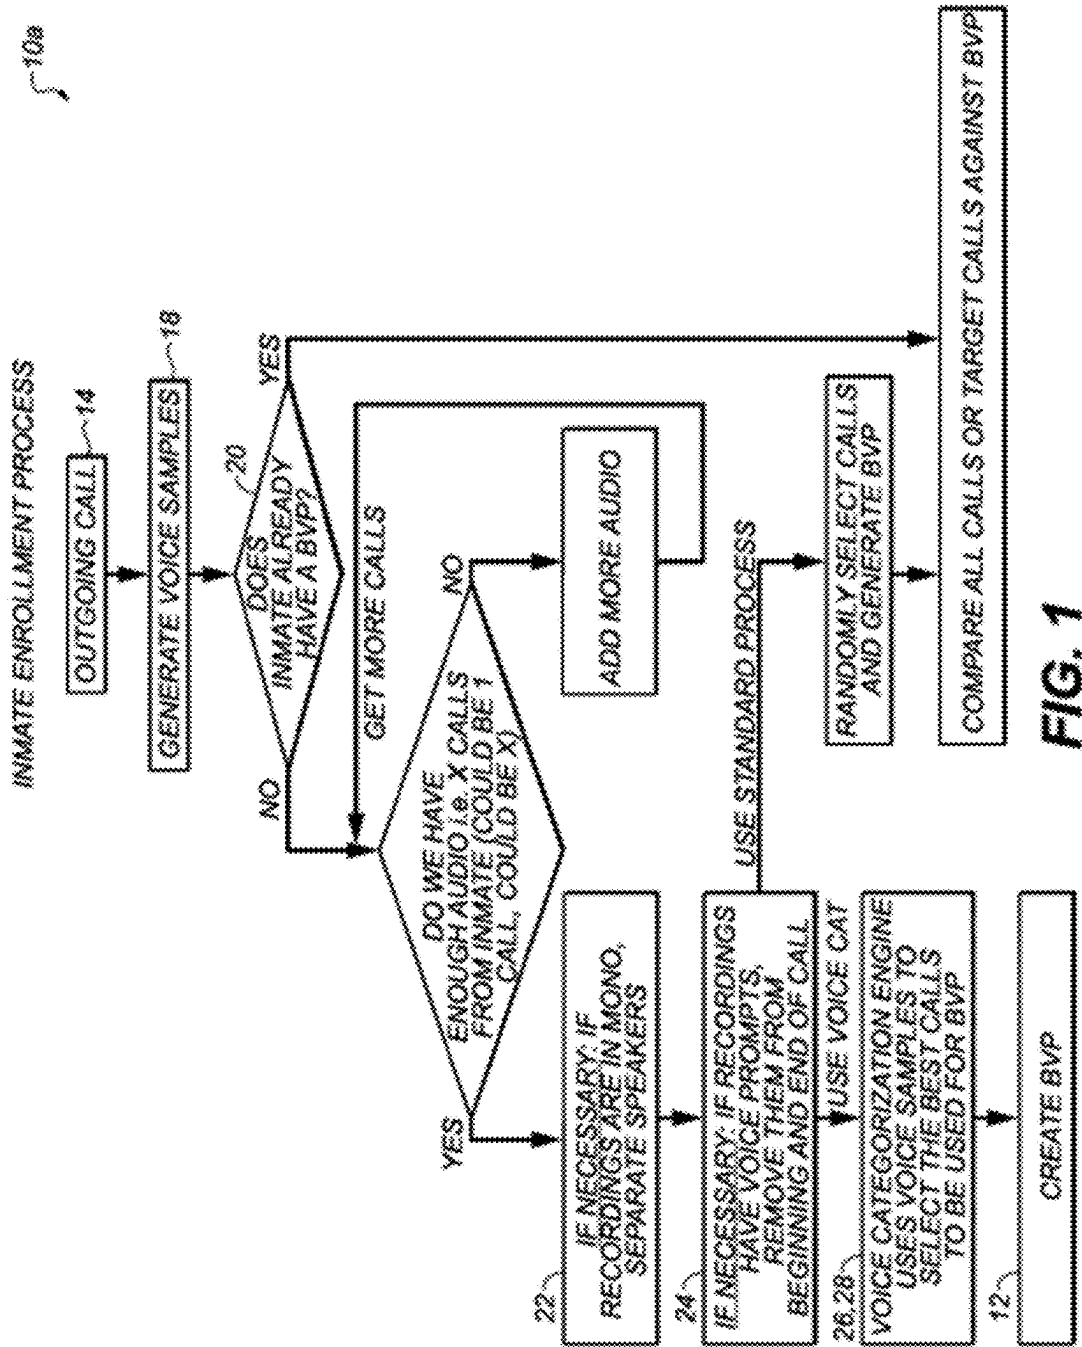 INMATE ENROLLMENT PROCESS
10a
OUTGOING CALL
14
GENERATE VOICE SAMPLES
18
20
DOES
INMATE ALREADY
HAVE A BVP?
NO
YES
GET MORE CALLS
DO WE HAVE
ENOUGH AUDIO i.e. X CALLS
FROM INMATE (COULD BE 1
CALL, COULD BE X)
YES
NO
22
IF NECESSARY: IF
RECORDINGS ARE IN MONO,
SEPARATE SPEAKERS
ADD MORE AUDIO
24
IF NECESSARY: IF RECORDINGS
HAVE VOICE PROMPTS,
REMOVE THEM FROM
BEGINNING AND END OF CALL
USE STANDARD PROCESS
USE VOICE CAT
26,28
VOICE CATEGORIZATION ENGINE
USES VOICE SAMPLES TO
SELECT THE BEST CALLS
TO BE USED FOR BVP
RANDOMLY SELECT CALLS
AND GENERATE BVP
12
CREATE BVP
COMPARE ALL CALLS OR TARGET CALLS AGAINST BVP
FIG. 1